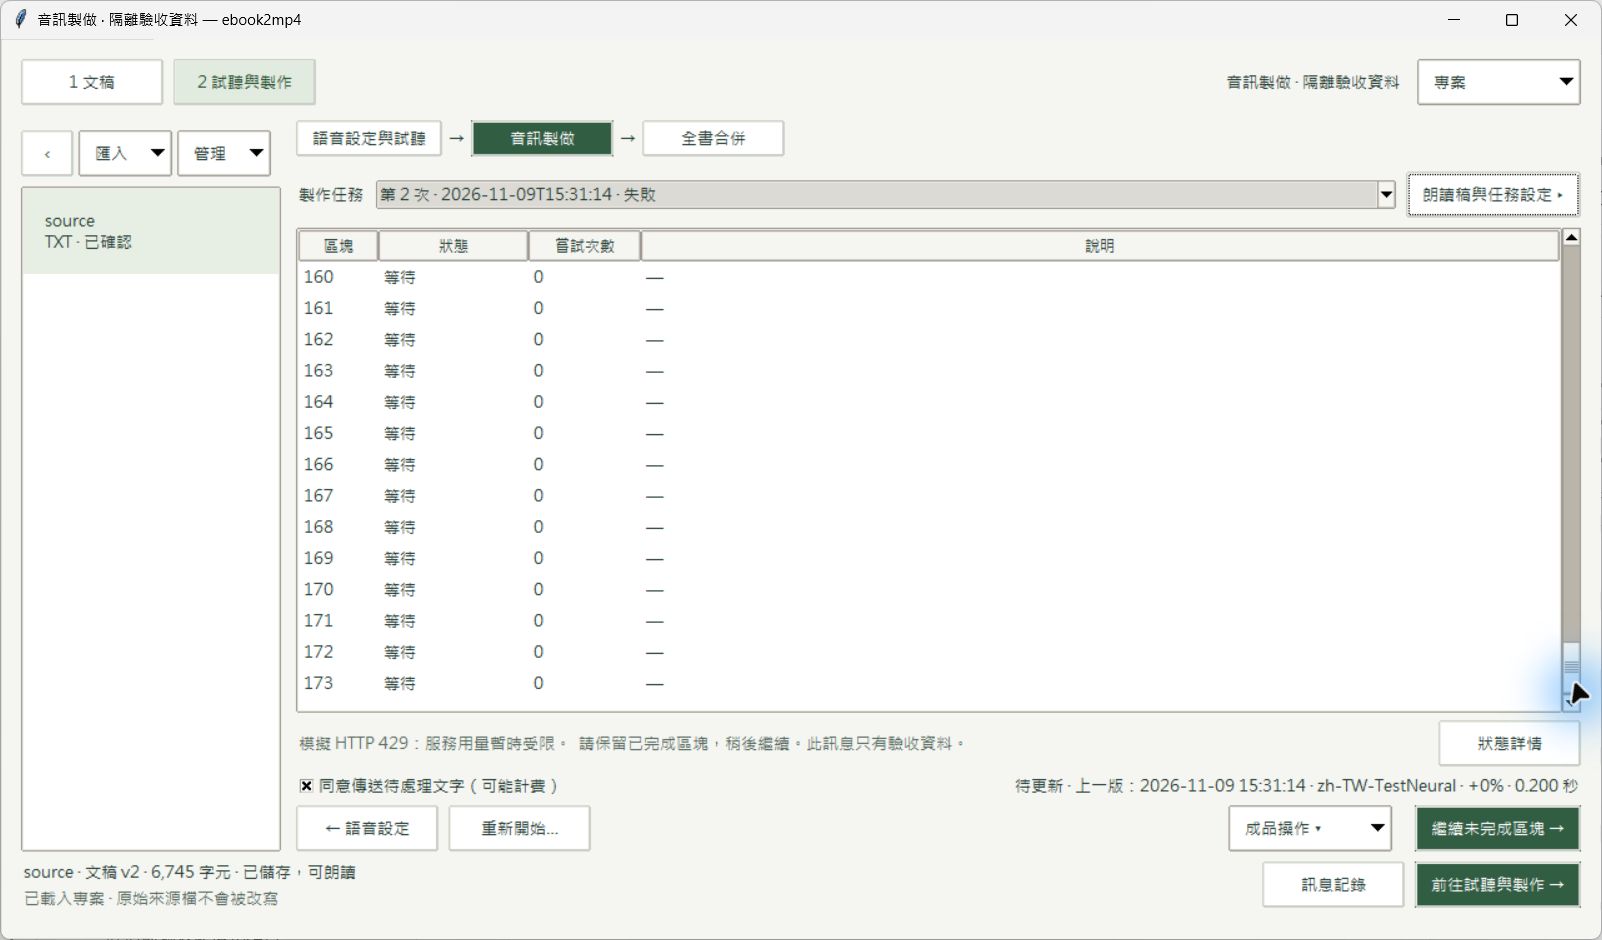 音訊製做 · 隔離驗收資料 — ebook2mp4
1 文稿
2 試聽與製作
音訊製做 · 隔離驗收資料
專案
‹
匯入
管理
語音設定與試聽
→
音訊製做
→
全書合併
source
TXT · 已確認
製作任務
第 2 次 · 2026-11-09T15:31:14 · 失敗
朗讀稿與任務設定 ▸
區塊 狀態 嘗試次數 說明
160 等待 0 —
161 等待 0 —
162 等待 0 —
163 等待 0 —
164 等待 0 —
165 等待 0 —
166 等待 0 —
167 等待 0 —
168 等待 0 —
169 等待 0 —
170 等待 0 —
171 等待 0 —
172 等待 0 —
173 等待 0 —
模擬 HTTP 429：服務用量暫時受限。 請保留已完成區塊，稍後繼續。此訊息只有驗收資料。
狀態詳情
同意傳送待處理文字（可能計費）
待更新 · 上一版：2026-11-09 15:31:14 · zh-TW-TestNeural · +0% · 0.200 秒
← 語音設定
重新開始...
成品操作 ▾
繼續未完成區塊 →
source · 文稿 v2 · 6,745 字元 · 已儲存，可朗讀
已載入專案 · 原始來源檔不會被改寫
訊息記錄
前往試聽與製作 →